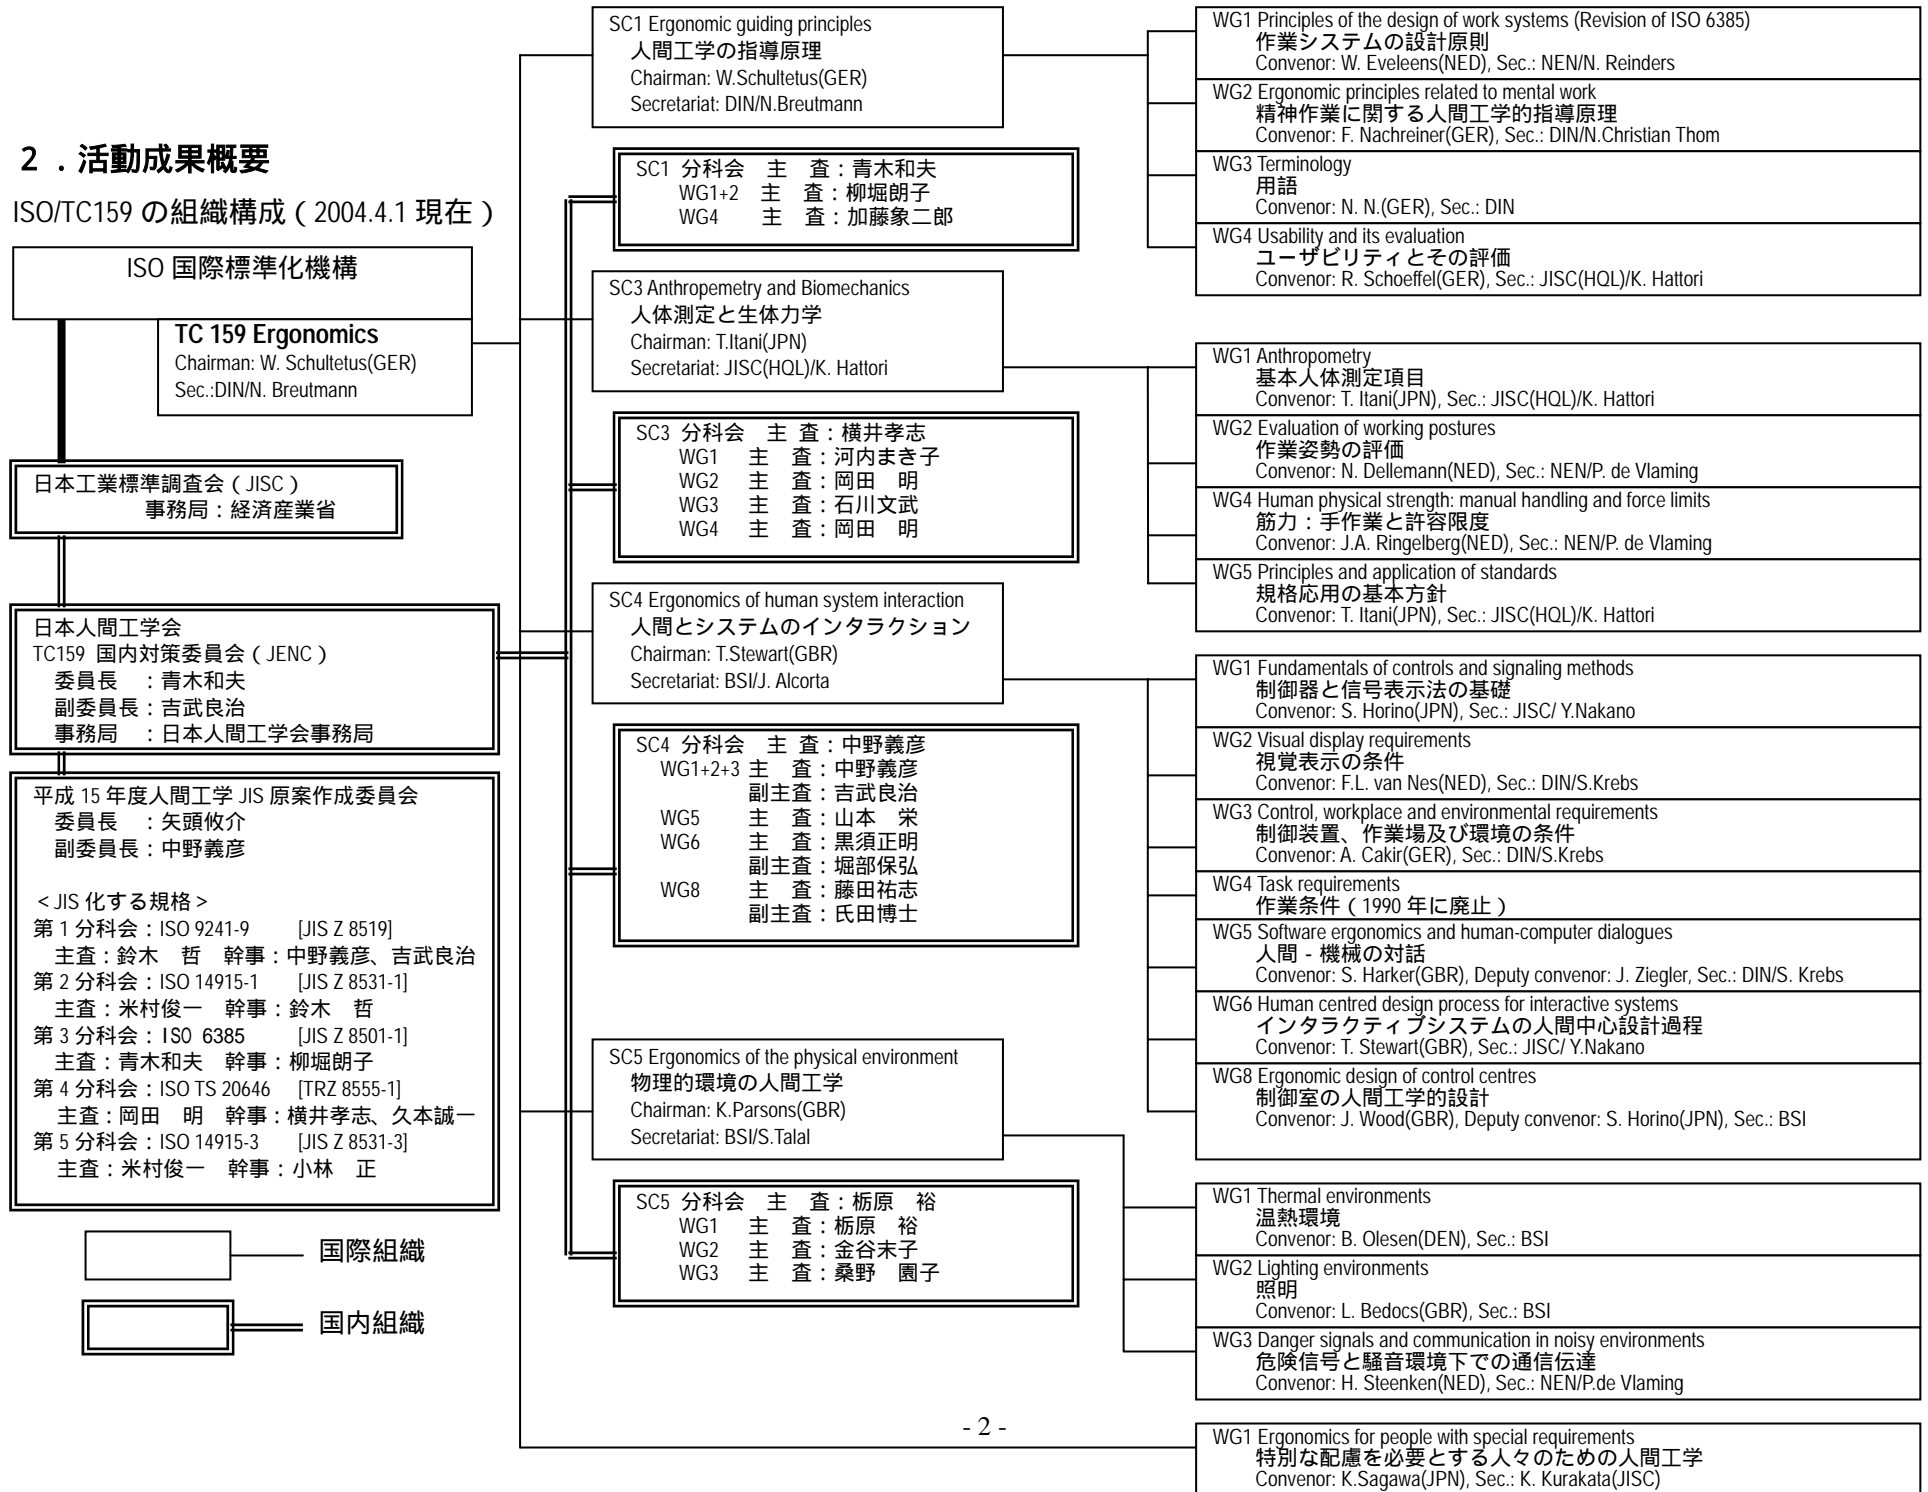 2 . 活動成果概要
ISO/TC159 の組織構成 ( 2004.4.1 現在 )
ISO 国際標準化機構
TC 159 Ergonomics
Chairman: W. Schultetus(GER)
Sec.:DIN/N. Breutmann
日本工業標準調査会 ( JISC )
事務局 : 経済産業省
日本人間工学会
TC159 国内対策委員会 ( JENC )
委員長 : 青木和夫
副委員長 : 吉武良治
事務局 : 日本人間工学会事務局
平成 15 年度人間工学 JIS 原案作成委員会
委員長 : 矢頭攸介
副委員長 : 中野義彦
< JIS 化する規格 >
第 1 分科会 : ISO 9241-9 [JIS Z 8519]
主査 : 鈴木 哲 幹事 : 中野義彦、吉武良治
第 2 分科会 : ISO 14915-1 [JIS Z 8531-1]
主査 : 米村俊一 幹事 : 鈴木 哲
第 3 分科会 : ISO 6385 [JIS Z 8501-1]
主査 : 青木和夫 幹事 : 柳堀朗子
第 4 分科会 : ISO TS 20646 [TRZ 8555-1]
主査 : 岡田 明 幹事 : 横井孝志、久本誠一
第 5 分科会 : ISO 14915-3 [JIS Z 8531-3]
主査 : 米村俊一 幹事 : 小林 正
国際組織
国内組織
SC1 Ergonomic guiding principles
人間工学の指導原理
Chairman: W.Schultetus(GER)
Secretariat: DIN/N.Breutmann
SC1 分科会 主 査 : 青木和夫
WG1+2 主 査 : 柳堀朗子
WG4 主 査 : 加藤象二郎
SC3 Anthropemetry and Biomechanics
人体測定と生体力学
Chairman: T.Itani(JPN)
Secretariat: JISC(HQL)/K. Hattori
SC3 分科会 主 査 : 横井孝志
WG1 主 査 : 河内まき子
WG2 主 査 : 岡田 明
WG3 主 査 : 石川文武
WG4 主 査 : 岡田 明
SC4 Ergonomics of human system interaction
人間とシステムのインタラクション
Chairman: T.Stewart(GBR)
Secretariat: BSI/J. Alcorta
SC4 分科会 主 査 : 中野義彦
WG1+2+3 主 査 : 中野義彦
副主査 : 吉武良治
WG5 主 査 : 山本 栄
WG6 主 査 : 黒須正明
副主査 : 堀部保弘
WG8 主 査 : 藤田祐志
副主査 : 氏田博士
SC5 Ergonomics of the physical environment
物理的環境の人間工学
Chairman: K.Parsons(GBR)
Secretariat: BSI/S.Talal
SC5 分科会 主 査 : 栃原 裕
WG1 主 査 : 栃原 裕
WG2 主 査 : 金谷末子
WG3 主 査 : 桑野 園子
WG1 Principles of the design of work systems (Revision of ISO 6385)
作業システムの設計原則
Convenor: W. Eveleens(NED), Sec.: NEN/N. Reinders
WG2 Ergonomic principles related to mental work
精神作業に関する人間工学的指導原理
Convenor: F. Nachreiner(GER), Sec.: DIN/N.Christian Thom
WG3 Terminology
用語
Convenor: N. N.(GER), Sec.: DIN
WG4 Usability and its evaluation
ユーザビリティとその評価
Convenor: R. Schoeffel(GER), Sec.: JISC(HQL)/K. Hattori
WG1 Anthropometry
基本人体測定項目
Convenor: T. Itani(JPN), Sec.: JISC(HQL)/K. Hattori
WG2 Evaluation of working postures
作業姿勢の評価
Convenor: N. Dellemann(NED), Sec.: NEN/P. de Vlaming
WG4 Human physical strength: manual handling and force limits
筋力 : 手作業と許容限度
Convenor: J.A. Ringelberg(NED), Sec.: NEN/P. de Vlaming
WG5 Principles and application of standards
規格応用の基本方針
Convenor: T. Itani(JPN), Sec.: JISC(HQL)/K. Hattori
WG1 Fundamentals of controls and signaling methods
制御器と信号表示法の基礎
Convenor: S. Horino(JPN), Sec.: JISC/ Y.Nakano
WG2 Visual display requirements
視覚表示の条件
Convenor: F.L. van Nes(NED), Sec.: DIN/S.Krebs
WG3 Control, workplace and environmental requirements
制御装置、作業場及び環境の条件
Convenor: A. Cakir(GER), Sec.: DIN/S.Krebs
WG4 Task requirements
作業条件 ( 1990 年に廃止 )
WG5 Software ergonomics and human-computer dialogues
人間 - 機械の対話
Convenor: S. Harker(GBR), Deputy convenor: J. Ziegler, Sec.: DIN/S. Krebs
WG6 Human centred design process for interactive systems
インタラクティブシステムの人間中心設計過程
Convenor: T. Stewart(GBR), Sec.: JISC/ Y.Nakano
WG8 Ergonomic design of control centres
制御室の人間工学的設計
Convenor: J. Wood(GBR), Deputy convenor: S. Horino(JPN), Sec.: BSI
WG1 Thermal environments
温熱環境
Convenor: B. Olesen(DEN), Sec.: BSI
WG2 Lighting environments
照明
Convenor: L. Bedocs(GBR), Sec.: BSI
WG3 Danger signals and communication in noisy environments
危険信号と騒音環境下での通信伝達
Convenor: H. Steenken(NED), Sec.: NEN/P.de Vlaming
WG1 Ergonomics for people with special requirements
特別な配慮を必要とする人々のための人間工学
Convenor: K.Sagawa(JPN), Sec.: K. Kurakata(JISC)
- 2 -